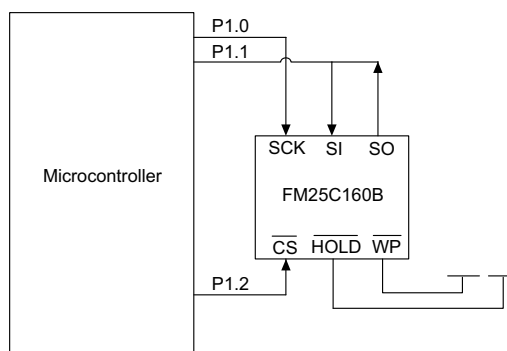 P1.0
P1.1
SCK SI SO
Microcontroller
FM25C160B
CS HOLD WP
P1.2